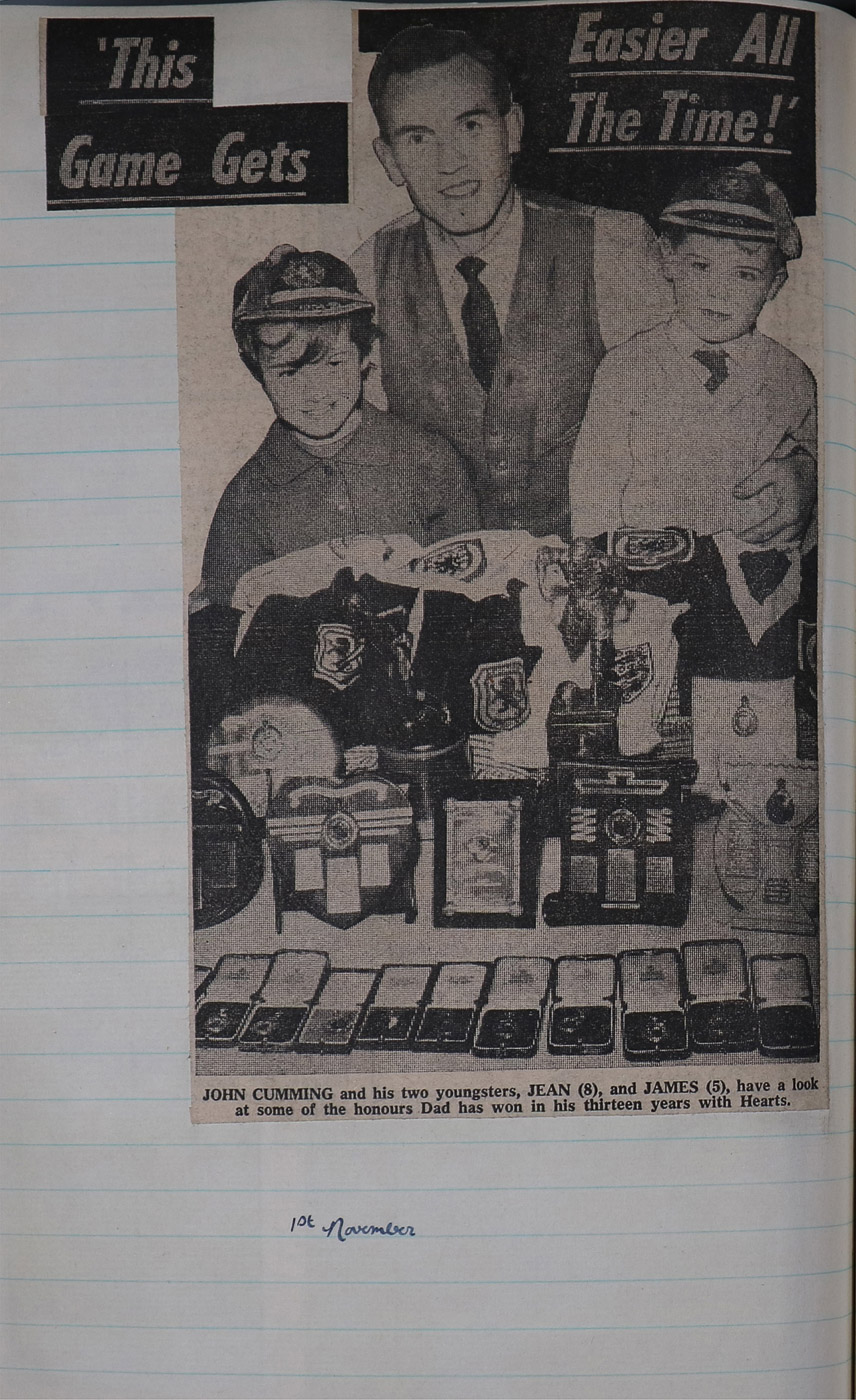 'This
Game Gets
Easier All
The Time!'
JOHN CUMMING and his two youngsters, JEAN (8), and JAMES (5), have a look
at some of the honours Dad has won in his thirteen years with Hearts.
1st November